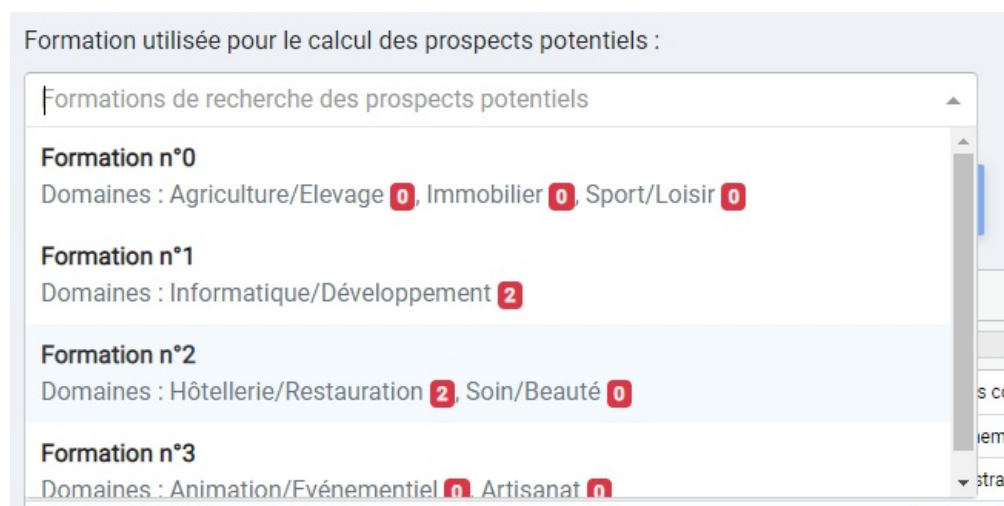 Formation utilisée pour le calcul des prospects potentiels :
Formations de recherche des prospects potentiels
Formation n°0
Domaines : Agriculture/Elevage 0, Immobilier 0, Sport/Loisir 0
Formation n°1
Domaines : Informatique/Développement 2
Formation n°2
Domaines : Hôtellerie/Restauration 2, Soin/Beauté 0
Formation n°3
Domaines : Animation/Evénementiel 0, Artisanat 0